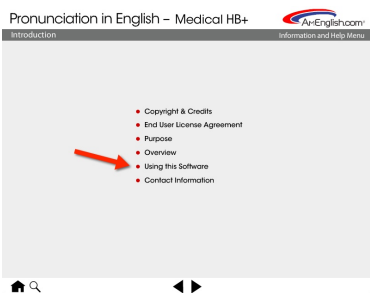 Pronunciation in English – Medical HB+
AmEnglish.com
Introduction
Information and Help Menu
• Copyright & Credits
• End User License Agreement
• Purpose
• Overview
• Using this Software
• Contact Information